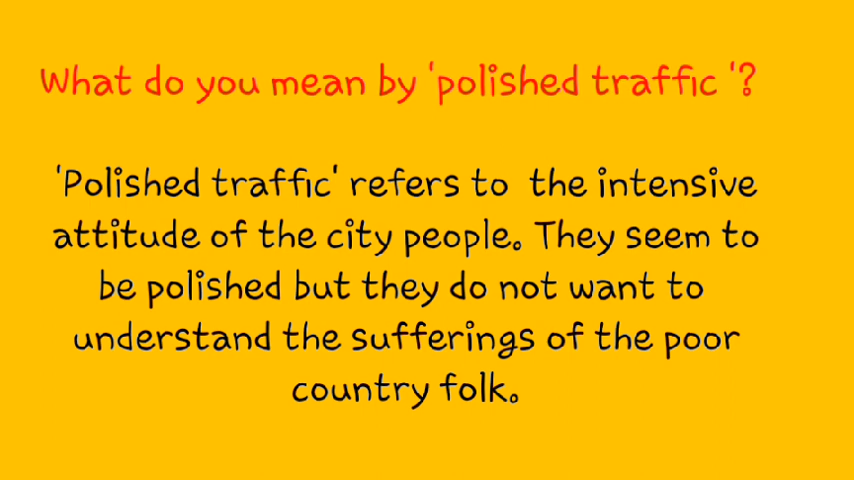 What do you mean by 'polished traffic '?
'Polished traffic' refers to the intensive
attitude of the city people. They seem to
be polished but they do not want to
understand the sufferings of the poor
country folk.